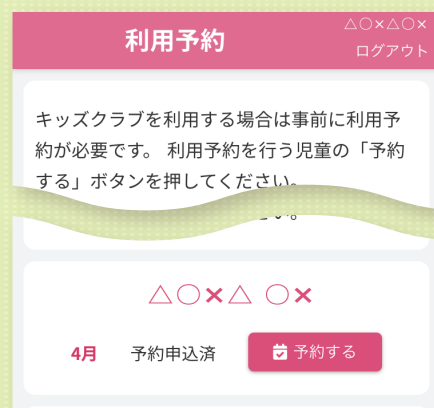 利用予約
△○×△○×
ログアウト
キッズクラブを利用する場合は事前に利用予
約が必要です。 利用予約を行う児童の「予約
する」ボタンを押してください。
さい。
△○×△ ○×
4月 予約申込済 予約する